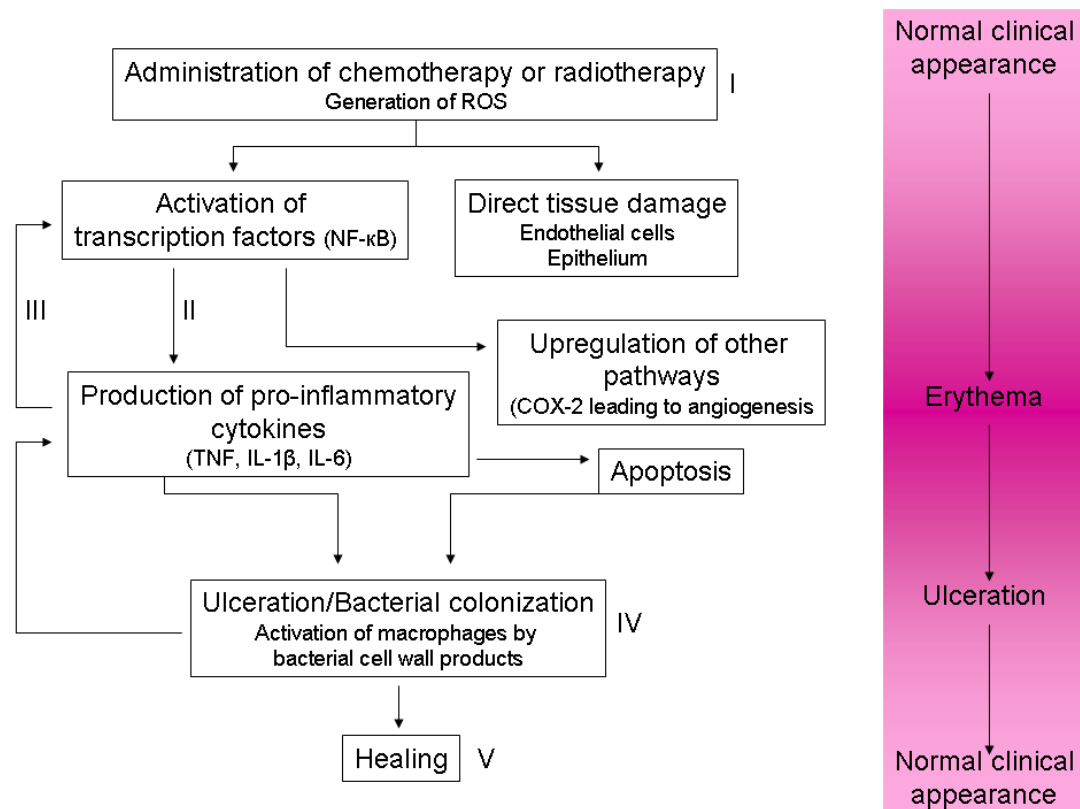 Administration of chemotherapy or radiotherapy
Generation of ROS
I
Activation of
transcription factors (NF-κB)
Direct tissue damage
Endothelial cells
Epithelium
III
II
Upregulation of other
pathways
(COX-2 leading to angiogenesis
Production of pro-inflammatory
cytokines
(TNF, IL-1β, IL-6)
Apoptosis
Ulceration/Bacterial colonization
Activation of macrophages by
bacterial cell wall products
IV
Healing
V
Normal clinical
appearance
Erythema
Ulceration
Normal clinical
appearance